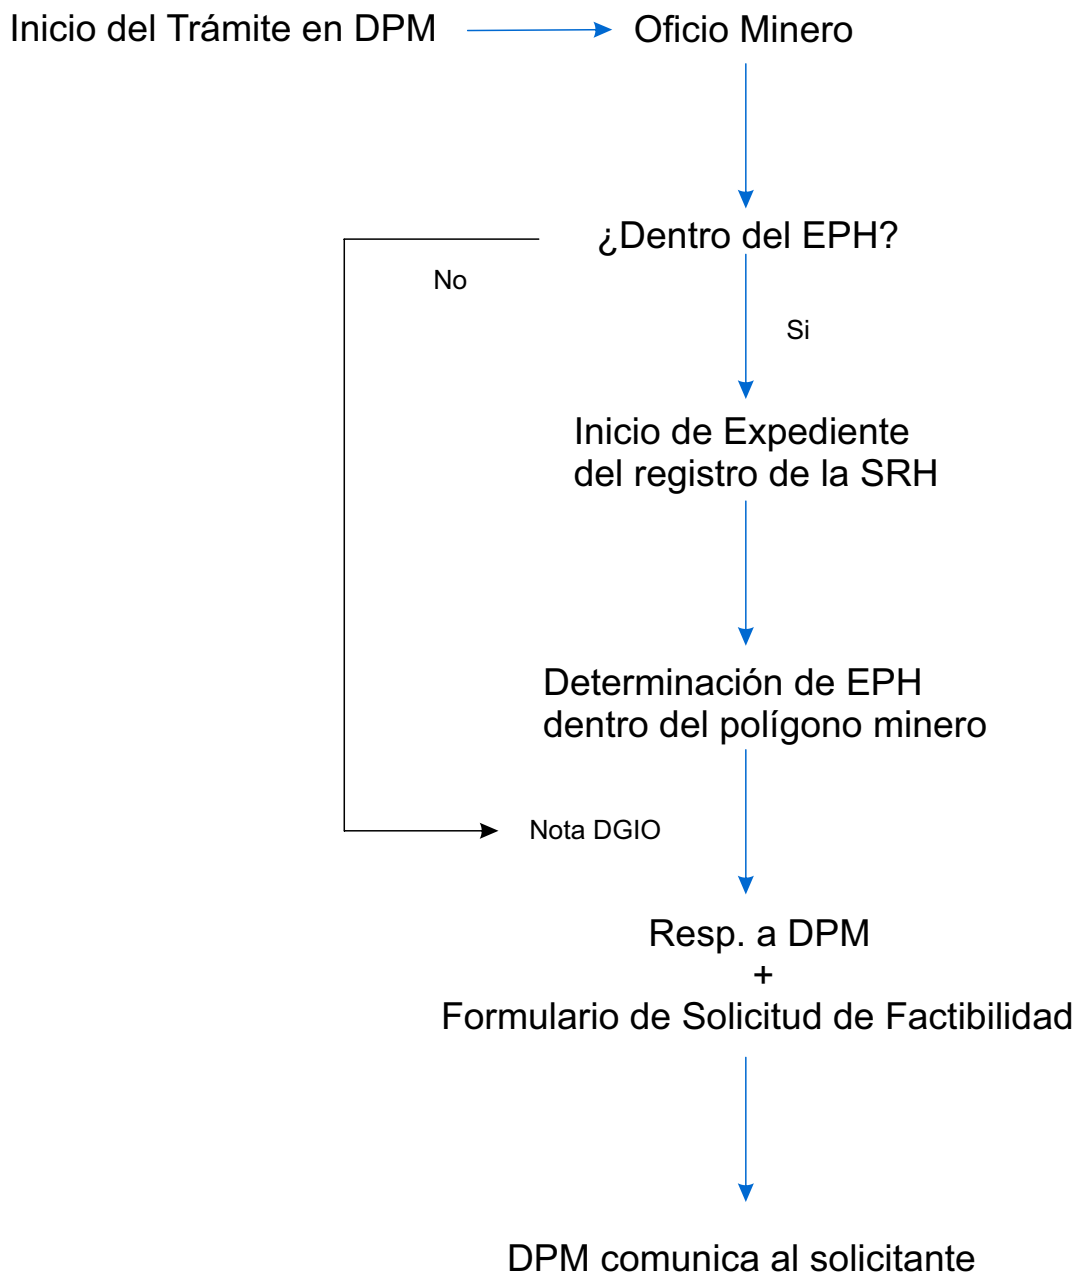 Inicio del Trámite en DPM
Oficio Minero
¿Dentro del EPH?
No
Si
Inicio de Expediente
del registro de la SRH
Determinación de EPH
dentro del polígono minero
Nota DGIO
Resp. a DPM
+
Formulario de Solicitud de Factibilidad
DPM comunica al solicitante